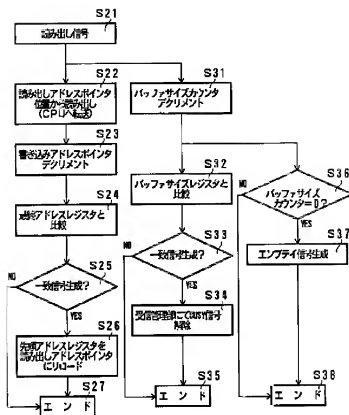 S21
読み出し信号
S22
読み出しアドレスポインタ
位置から読み出し
(CPUへ転送)
S23
書き込みアドレスポインタ
デクリメント
S24
アドレスレジスタと
比較
S25
一致信号生成?
NO
YES
S26
先頭アドレスレジスタを
読み出しアドレスポインタ
にリロード
S27
エンド
S31
バッファサイズカウンタ
デクリメント
S32
バッファサイズレジスタと
比較
S33
一致信号生成?
NO
YES
S34
受信管理部にてBUSY信号
解除
S35
エンド
S36
バッファサイズ
カウンター=0?
NO
YES
S37
エンプティ信号生成
S38
エンド